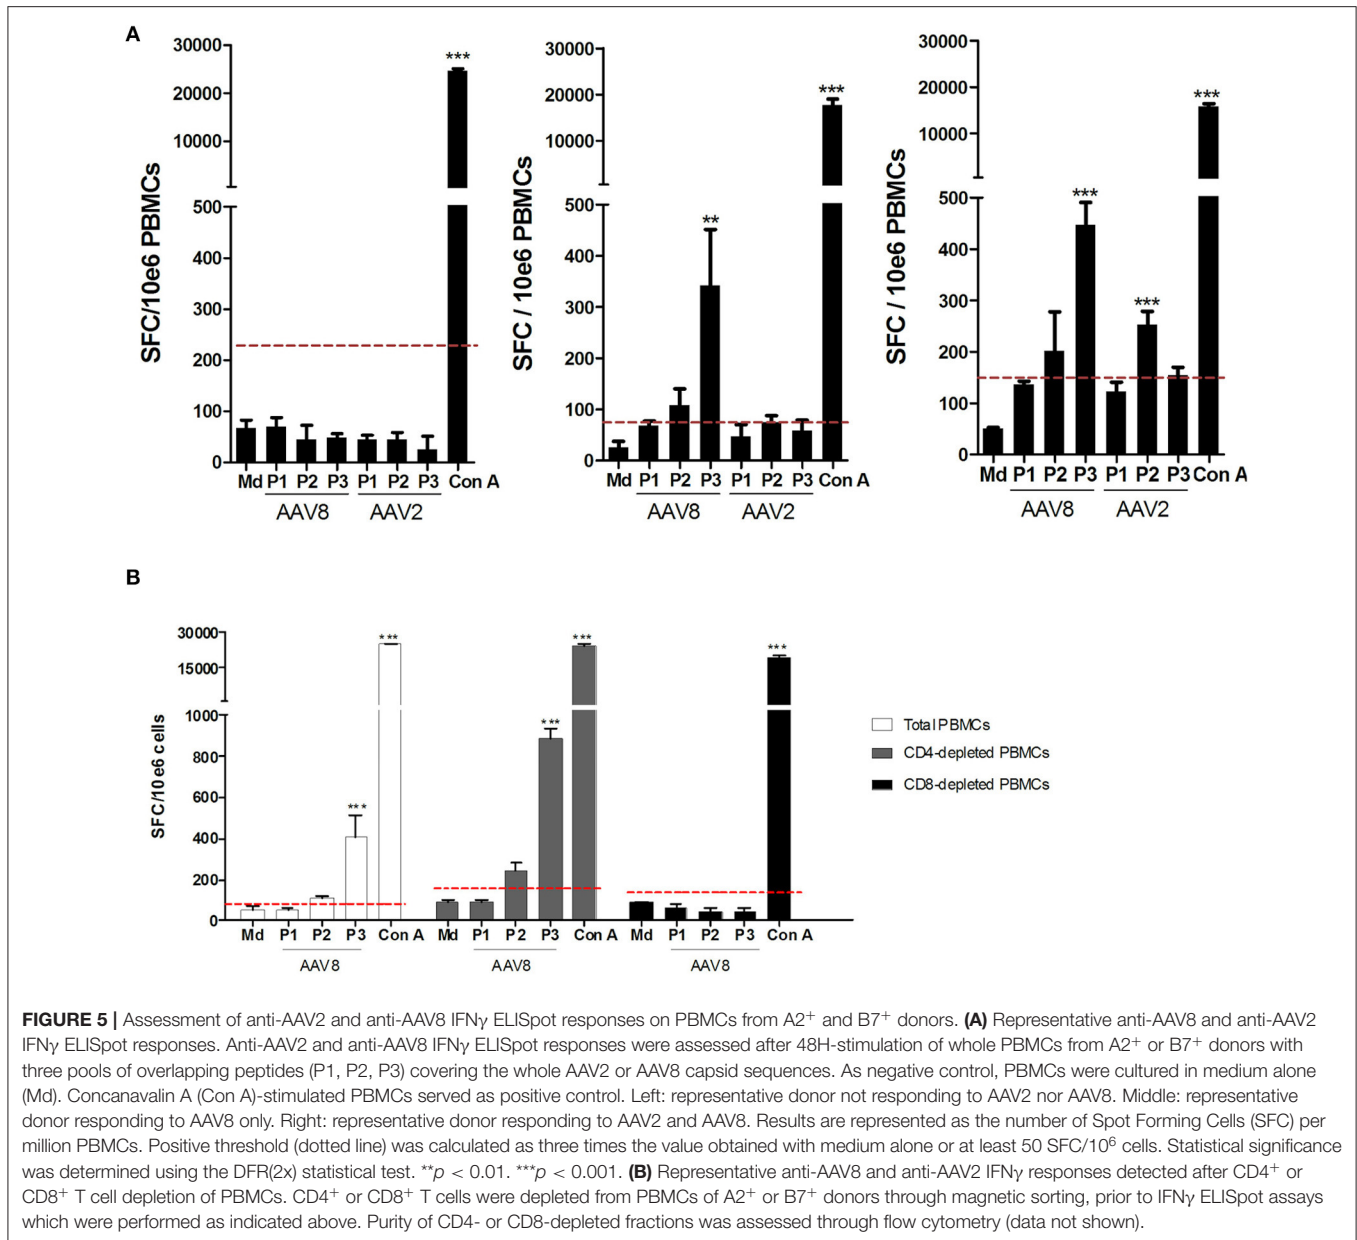 A
30000
20000
10000
500
400
300
200
100
0
SFC/10e6 PBMCs
***
Md P1 P2 P3 P1 P2 P3 Con A
AAV8 AAV2
30000
20000
10000
500
400
300
200
100
0
SFC / 10e6 PBMCs
**
***
Md P1 P2 P3 P1 P2 P3 Con A
AAV8 AAV2
30000
20000
10000
500
400
300
200
100
0
SFC / 10e6 PBMCs
***
***
***
Md P1 P2 P3 P1 P2 P3 Con A
AAV8 AAV2
B
30000
15000
1000
800
600
400
200
0
SFC/10e6 cells
***
***
***
***
***
Md P1 P2 P3 Con A Md P1 P2 P3 Con A Md P1 P2 P3 Con A
AAV8 AAV8 AAV8
Total PBMCs
CD4-depleted PBMCs
CD8-depleted PBMCs
FIGURE 5 | Assessment of anti-AAV2 and anti-AAV8 IFNγ ELISpot responses on PBMCs from A2⁺ and B7⁺ donors. (A) Representative anti-AAV8 and anti-AAV2
IFNγ ELISpot responses. Anti-AAV2 and anti-AAV8 IFNγ ELISpot responses were assessed after 48H-stimulation of whole PBMCs from A2⁺ or B7⁺ donors with
three pools of overlapping peptides (P1, P2, P3) covering the whole AAV2 or AAV8 capsid sequences. As negative control, PBMCs were cultured in medium alone
(Md). Concanavalin A (Con A)-stimulated PBMCs served as positive control. Left: representative donor not responding to AAV2 nor AAV8. Middle: representative
donor responding to AAV8 only. Right: representative donor responding to AAV2 and AAV8. Results are represented as the number of Spot Forming Cells (SFC) per
million PBMCs. Positive threshold (dotted line) was calculated as three times the value obtained with medium alone or at least 50 SFC/10⁶ cells. Statistical significance
was determined using the DFR(2x) statistical test. **p < 0.01. ***p < 0.001. (B) Representative anti-AAV8 and anti-AAV2 IFNγ responses detected after CD4⁺ or
CD8⁺ T cell depletion of PBMCs. CD4⁺ or CD8⁺ T cells were depleted from PBMCs of A2⁺ or B7⁺ donors through magnetic sorting, prior to IFNγ ELISpot assays
which were performed as indicated above. Purity of CD4- or CD8-depleted fractions was assessed through flow cytometry (data not shown).